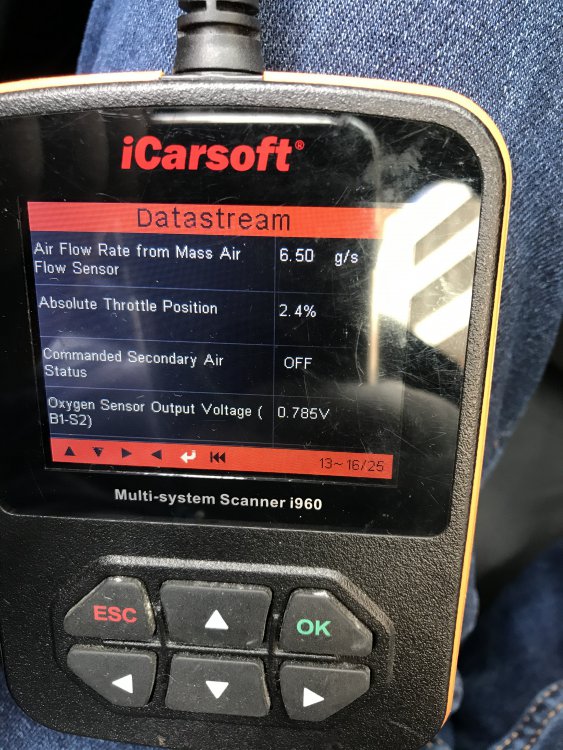 iCarsoft®
Datastream
Air Flow Rate from Mass Air 6.50 g/s
Flow Sensor
Absolute Throttle Position 2.4%
Commanded Secondary Air OFF
Status
Oxygen Sensor Output Voltage ( 0.785V
B1-S2)
13~16/25
Multi-system Scanner i960
ESC
OK